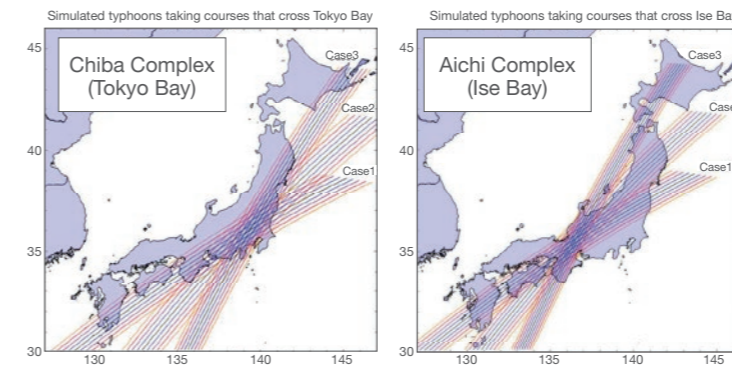 Simulated typhoons taking courses that cross Tokyo Bay
45
40
35
30
130
135
140
145
Chiba Complex
(Tokyo Bay)
Case3
Case2
Case1
Simulated typhoons taking courses that cross Ise
45
40
35
30
130
135
140
145
Aichi Complex
(Ise Bay)
Case3
Case1